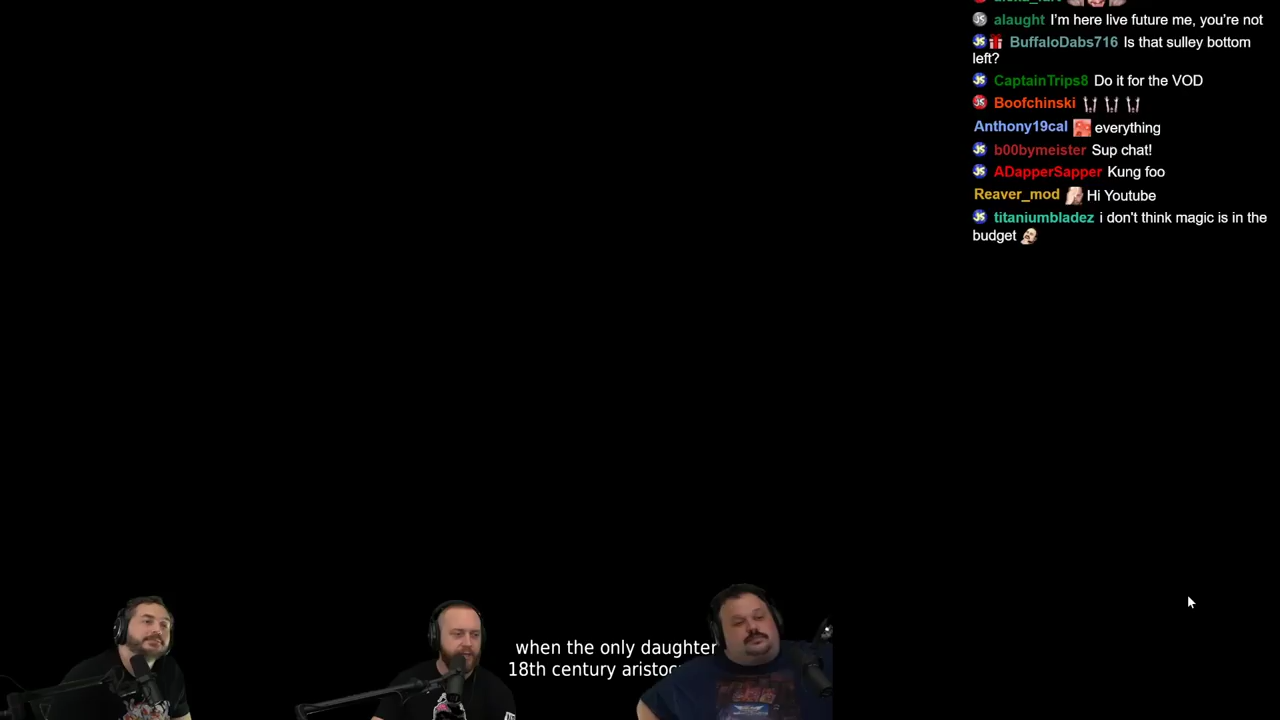 alaught I'm here live future me, you're not
BuffaloDabs716 Is that sulley bottom
left?
CaptainTrips8 Do it for the VOD
Boofchinski
Anthony19cal everything
b00bymeister Sup chat!
ADapperSapper Kung foo
Reaver_mod Hi Youtube
titaniumbladez i don't think magic is in the
budget
when the only daughter
18th century